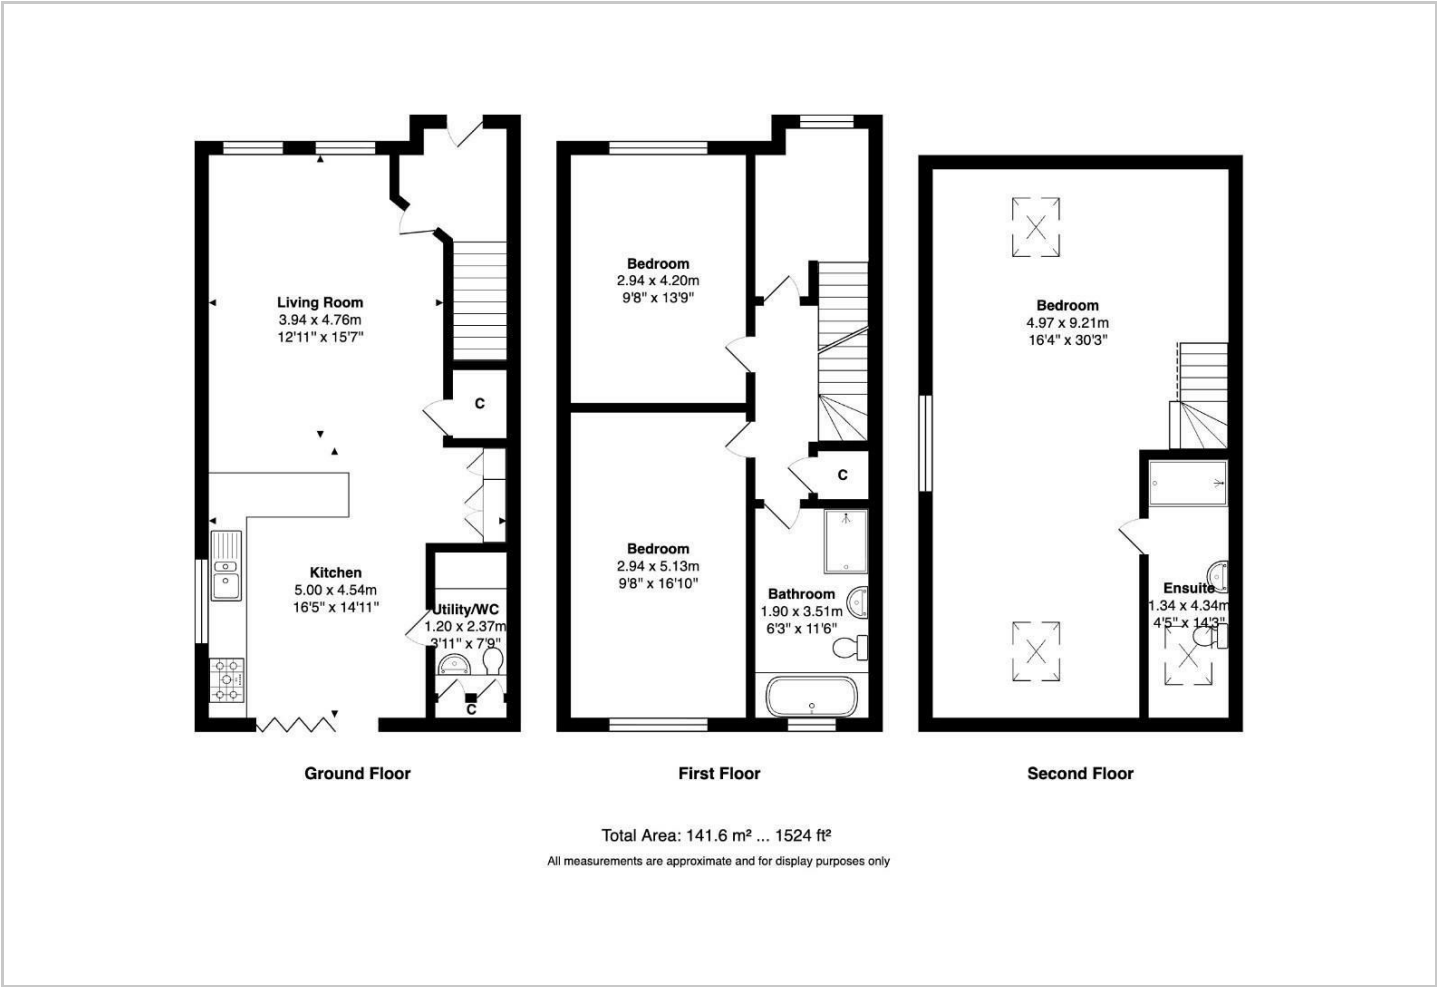 Living Room
3.94 x 4.76m
12'11" x 15'7"
C
Kitchen
5.00 x 4.54m
16'5" x 14'11"
Utility/WC
1.20 x 2.37m
3'11" x 7'9"
C
Ground Floor
Bedroom
2.94 x 4.20m
9'8" x 13'9"
Bedroom
2.94 x 5.13m
9'8" x 16'10"
C
Bathroom
1.90 x 3.51m
6'3" x 11'6"
First Floor
Bedroom
4.97 x 9.21m
16'4" x 30'3"
Ensuite
1.34 x 4.34m
4'5" x 14'3"
Second Floor
Total Area: 141.6 m² ... 1524 ft²
All measurements are approximate and for display purposes only